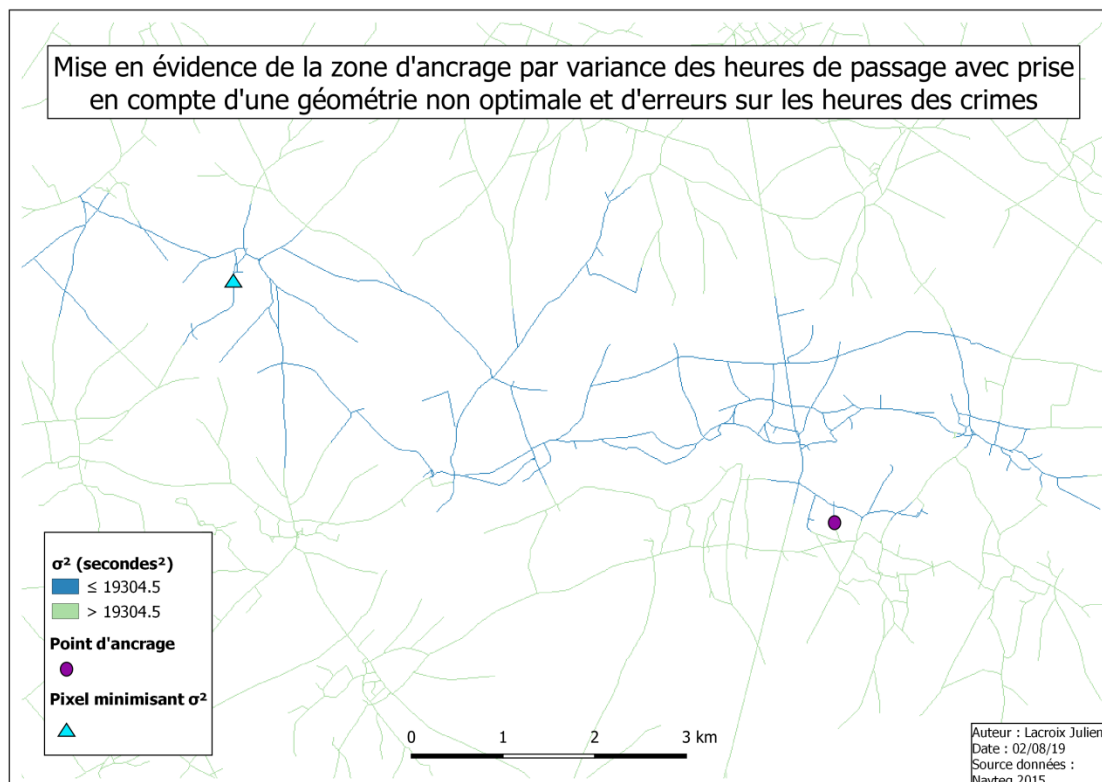 Mise en évidence de la zone d'ancrage par variance des heures de passage avec prise
en compte d'une géométrie non optimale et d'erreurs sur les heures des crimes
σ² (secondes²)
≤ 19304.5
> 19304.5
Point d'ancrage
Pixel minimisant σ²
0 1 2 3 km
Auteur : Lacroix Julien
Date : 02/08/19
Source données :
Navteq 2015